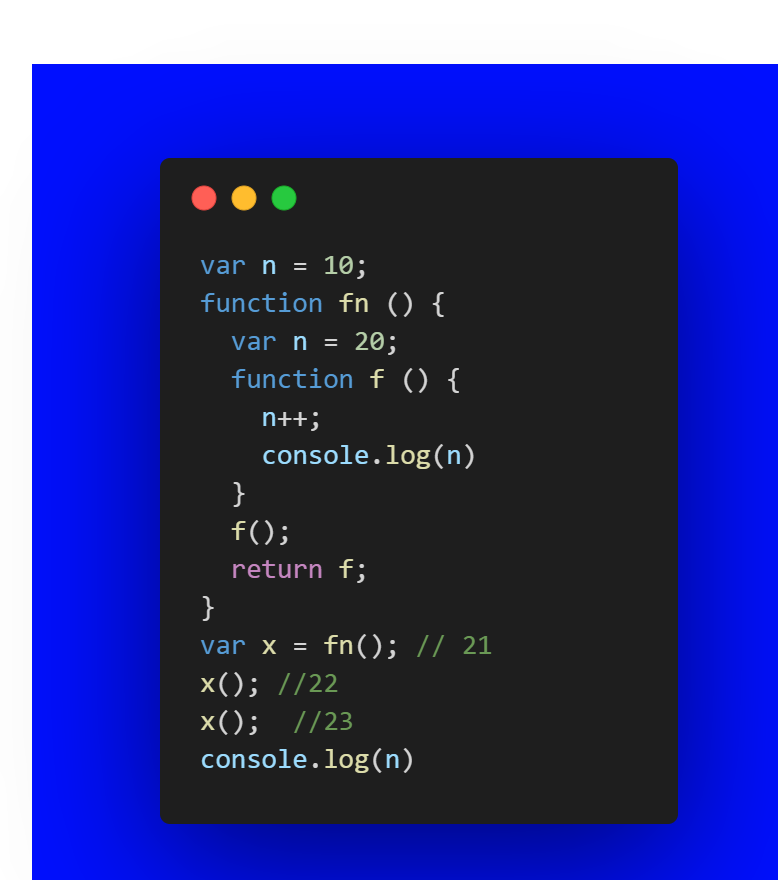 var n = 10;
function fn () {
  var n = 20;
  function f () {
    n++;
    console.log(n)
  }
  f();
  return f;
}
var x = fn(); // 21
x(); //22
x();  //23
console.log(n)